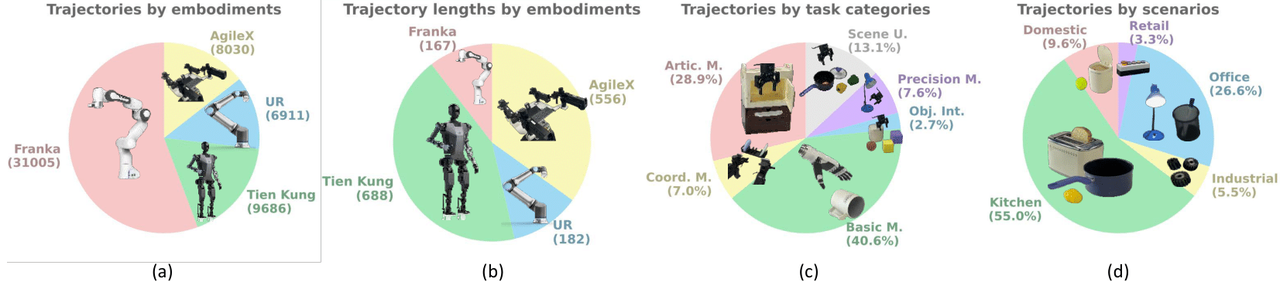 Trajectories by embodiments
AgileX
(8030)
UR
(6911)
Franka
(31005)
Tien Kung
(9686)
(a)
Trajectory lengths by embodiments
Franka
(167)
AgileX
(556)
Tien Kung
(688)
UR
(182)
(b)
Trajectories by task categories
Scene U.
(13.1%)
Artic. M.
(28.9%)
Precision M.
(7.6%)
Obj. Int.
(2.7%)
Coord. M.
(7.0%)
Basic M.
(40.6%)
(c)
Trajectories by scenarios
Domestic
(9.6%)
Retail
(3.3%)
Office
(26.6%)
Industrial
(5.5%)
Kitchen
(55.0%)
(d)